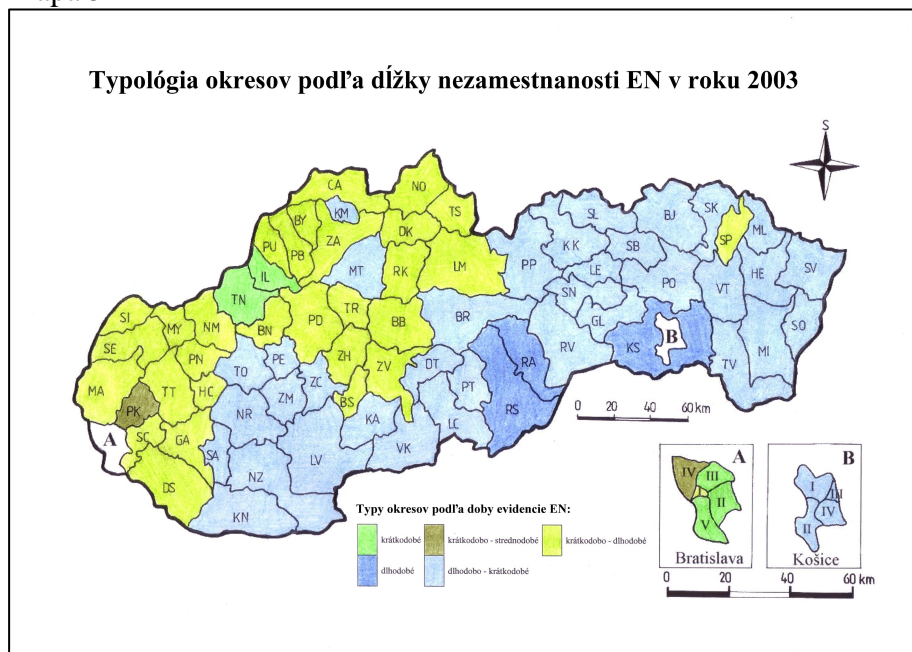 Typológia okresov podľa dĺžky nezamestnanosti EN v roku 2003
S
CA
NO
KM
TS
BY
ZA
DK
PU
PB
SL
BJ
SK
SP
ML
IL
MT
RK
LM
PP
KK
SB
TN
LE
PO
VT
HE
SV
SI
MY
NM
BN
PD
TR
BB
BR
SN
GL
SO
SE
PN
PE
ZH
ZV
DT
RA
RV
KS
B
MI
MA
TT
HC
TO
ZC
BS
PT
TV
PK
NR
ZM
KA
LC
RS
A
SC
GA
SA
VK
0 20 40 60 km
DS
NZ
LV
KN
Typy okresov podľa doby evidencie EN:
krátkodobé
krátkodobo - strednodobé
krátkodobo - dlhodobé
dlhodobé
dlhodobo - krátkodobé
A
IV
III
II
V
Bratislava
B
I
III
IV
II
Košice
0 20 40 60 km